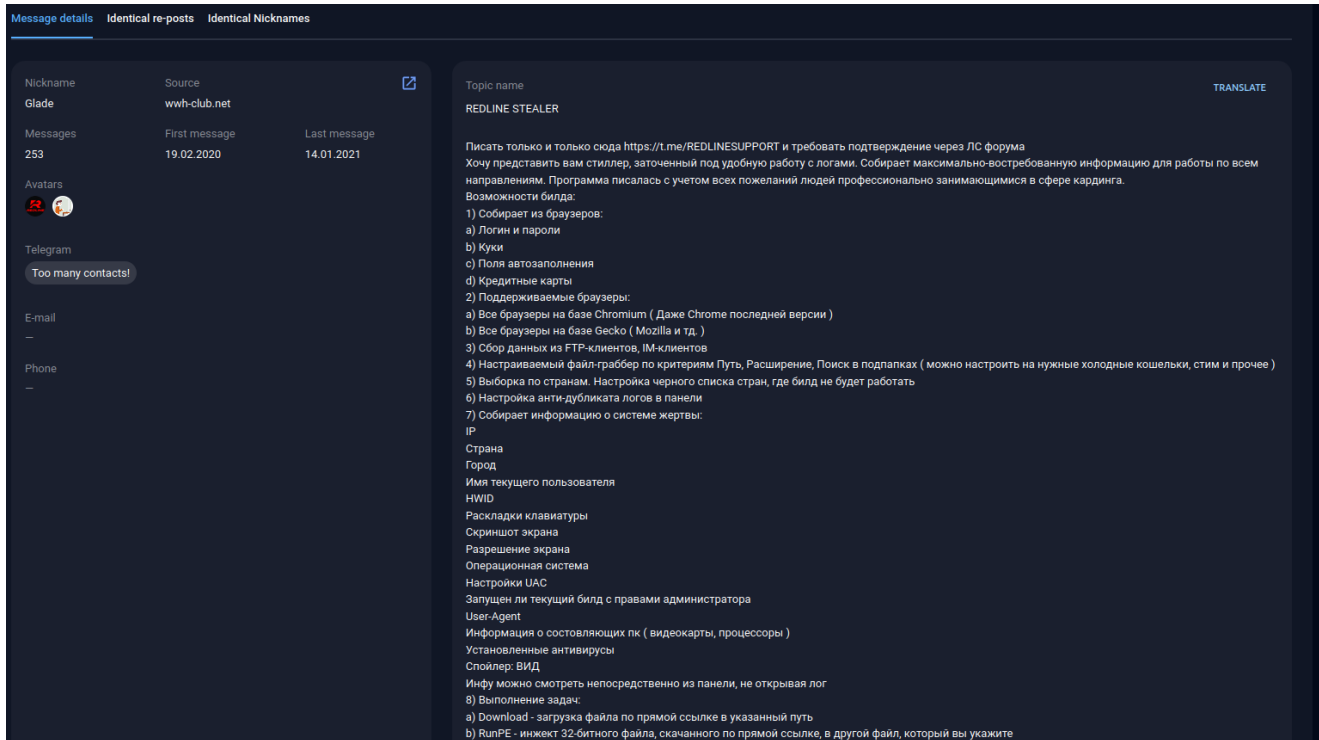 Message details Identical re-posts Identical Nicknames
Nickname Source
Glade wwh-club.net
Messages First message Last message
253 19.02.2020 14.01.2021
Avatars
Telegram
Too many contacts!
E-mail
—
Phone
—
Topic name TRANSLATE
REDLINE STEALER
Писать только и только сюда https://t.me/REDLINESUPPORT и требовать подтверждение через ЛС форума
Хочу представить вам стиллер, заточенный под удобную работу с логами. Собирает максимально-востребованную информацию для работы по всем
направлениям. Программа писалась с учетом всех пожеланий людей профессионально занимающимися в сфере кардинга.
Возможности билда:
1) Собирает из браузеров:
a) Логин и пароли
b) Куки
c) Поля автозаполнения
d) Кредитные карты
2) Поддерживаемые браузеры:
a) Все браузеры на базе Chromium ( Даже Chrome последней версии )
b) Все браузеры на базе Gecko ( Mozilla и тд. )
3) Сбор данных из FTP-клиентов, IM-клиентов
4) Настраиваемый файл-граббер по критериям Путь, Расширение, Поиск в подпапках ( можно настроить на нужные холодные кошельки, стим и прочее )
5) Выборка по странам. Настройка черного списка стран, где билд не будет работать
6) Настройка анти-дубликата логов в панели
7) Собирает информацию о системе жертвы:
IP
Страна
Город
Имя текущего пользователя
HWID
Раскладки клавиатуры
Скриншот экрана
Разрешение экрана
Операционная система
Настройки UAC
Запущен ли текущий билд с правами администратора
User-Agent
Информация о состовляющих пк ( видеокарты, процессоры )
Установленные антивирусы
Спойлер: ВИД
Инфу можно смотреть непосредственно из панели, не открывая лог
8) Выполнение задач:
a) Download - загрузка файла по прямой ссылке в указанный путь
b) RunPE - инжект 32-битного файла, скачанного по прямой ссылке, в другой файл, который вы укажите